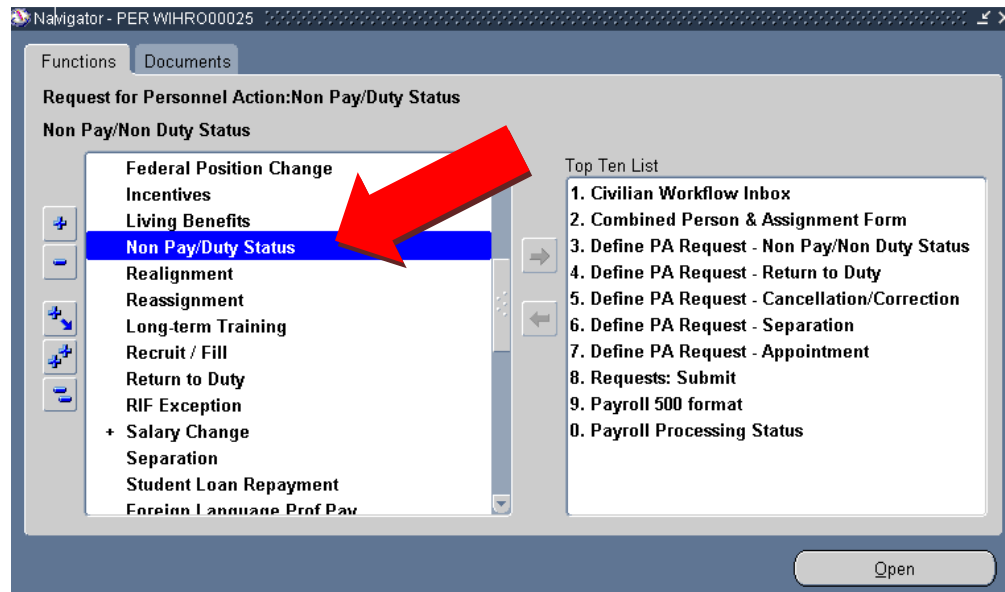 Navigator - PER WIHRO00025
Functions
Documents
Request for Personnel Action:Non Pay/Duty Status
Non Pay/Non Duty Status
Federal Position Change
Incentives
Living Benefits
Non Pay/Duty Status
Realignment
Reassignment
Long-term Training
Recruit / Fill
Return to Duty
RIF Exception
+ Salary Change
Separation
Student Loan Repayment
Foreign Language Prof Pay
Top Ten List
1. Civilian Workflow Inbox
2. Combined Person & Assignment Form
3. Define PA Request - Non Pay/Non Duty Status
4. Define PA Request - Return to Duty
5. Define PA Request - Cancellation/Correction
6. Define PA Request - Separation
7. Define PA Request - Appointment
8. Requests: Submit
9. Payroll 500 format
0. Payroll Processing Status
Open